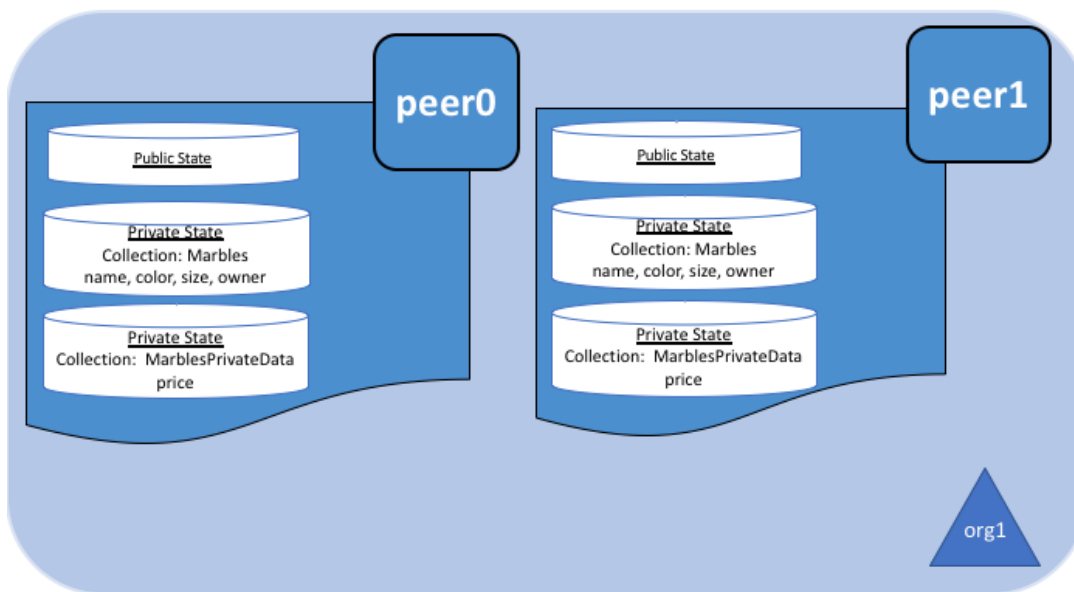 peer0
Public State
Private State
Collection: Marbles
name, color, size, owner
Private State
Collection:  MarblesPrivateData
price
peer1
Public State
Private State
Collection: Marbles
name, color, size, owner
Private State
Collection:  MarblesPrivateData
price
org1